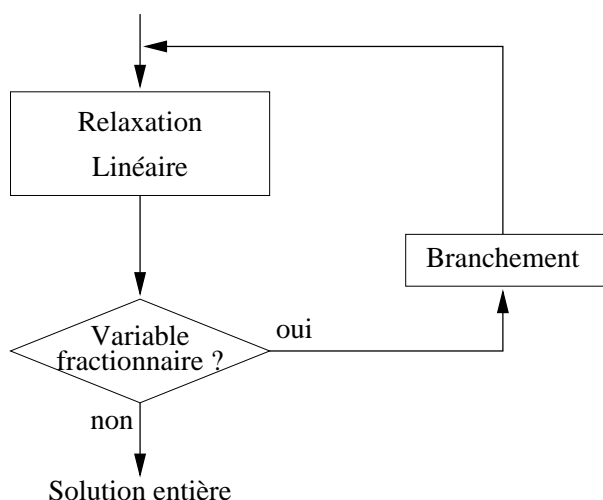 Relaxation
Linéaire
Branchement
Variable
fractionnaire ?
oui
non
Solution entière